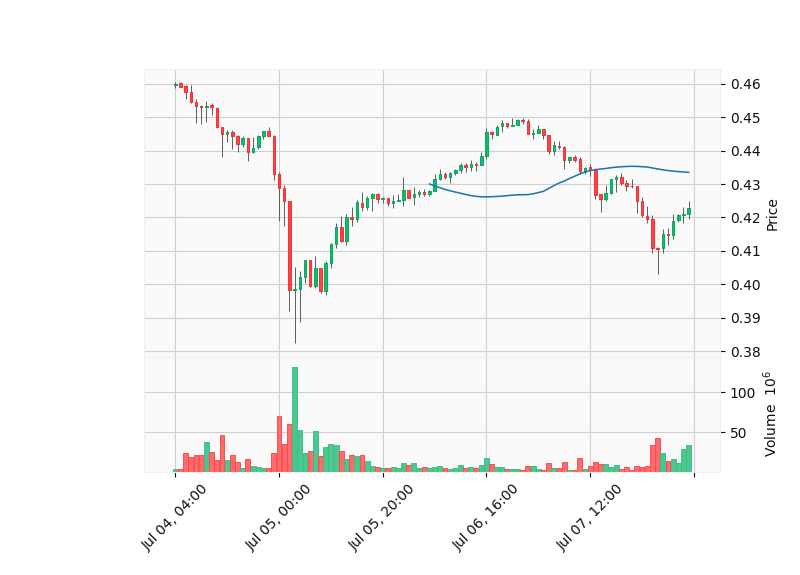 0.46
0.45
0.44
0.43
0.42
0.41
0.40
0.39
0.38
Price
100
50
Volume 10^6
Jul 04, 04:00
Jul 05, 00:00
Jul 05, 20:00
Jul 06, 16:00
Jul 07, 12:00